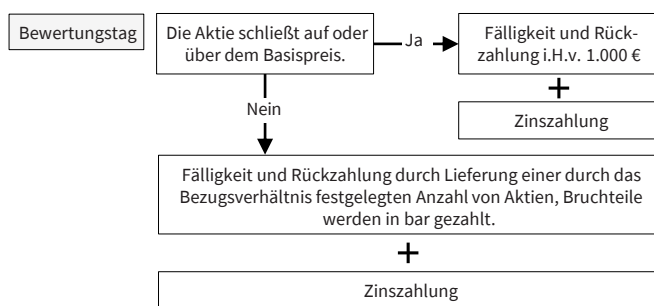 Bewertungstag
Die Aktie schließt auf oder
über dem Basispreis.
Ja
Fälligkeit und Rück-
zahlung i.H.v. 1.000 €
+
Zinszahlung
Nein
Fälligkeit und Rückzahlung durch Lieferung einer durch das
Bezugsverhältnis festgelegten Anzahl von Aktien, Bruchteile
werden in bar gezahlt.
+
Zinszahlung